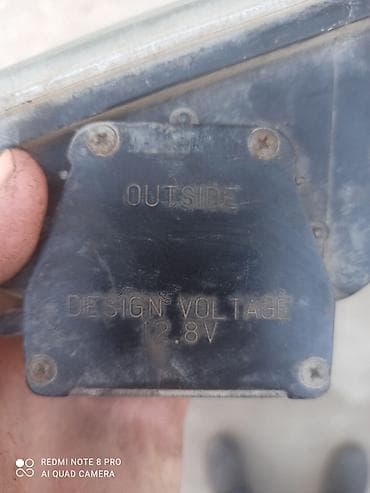 OUTSIDE
DESIGN VOLTAGE
12.8V
REDMI NOTE 8 PRO
AI QUAD CAMERA